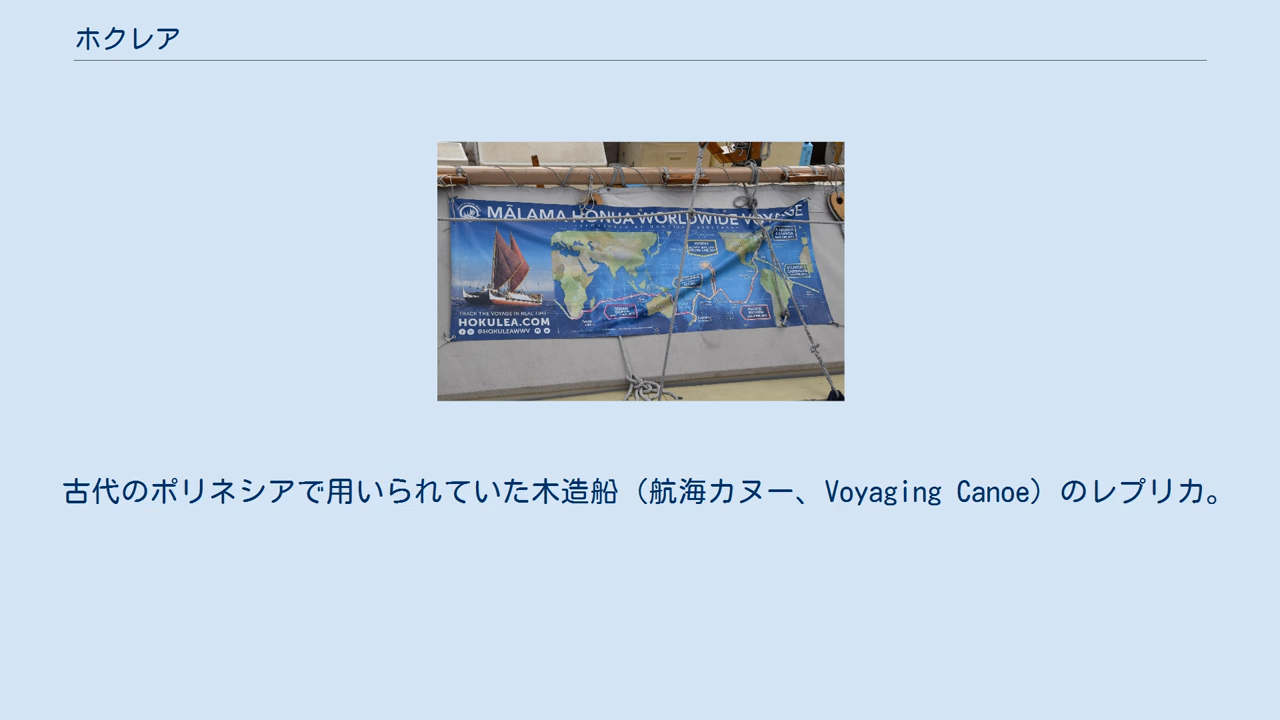 ホクレア
MĀLAMA HONUA WORLDWIDE VOYAGE
TRACK THE VOYAGE IN REAL TIME
HOKULEA.COM
@HOKULEAWWV
古代のポリネシアで用いられていた木造船（航海カヌー、Voyaging Canoe）のレプリカ。